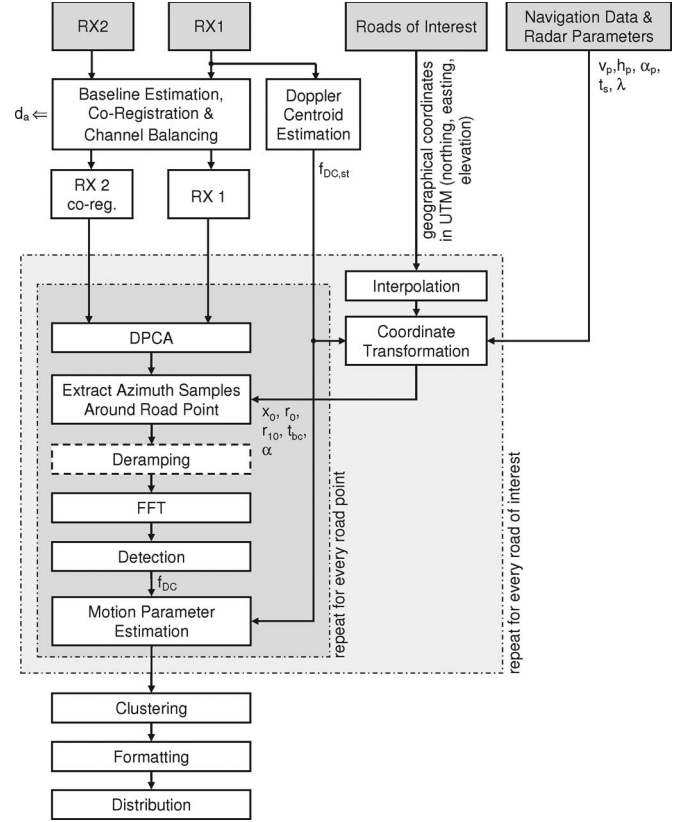 RX2
RX1
Roads of Interest
Navigation Data &
Radar Parameters
vₚ,hₚ, αₚ,
tₛ, λ
dₐ ⇐
Baseline Estimation,
Co-Registration &
Channel Balancing
Doppler
Centroid
Estimation
geographical coordinates
in UTM (northing, easting,
elevation)
f_DC,st
RX 2
co-reg.
RX 1
Interpolation
Coordinate
Transformation
DPCA
Extract Azimuth Samples
Around Road Point
x₀, r₀,
r₁₀, t_bc,
α
Deramping
FFT
Detection
f_DC
Motion Parameter
Estimation
repeat for every road point
repeat for every road of interest
Clustering
Formatting
Distribution